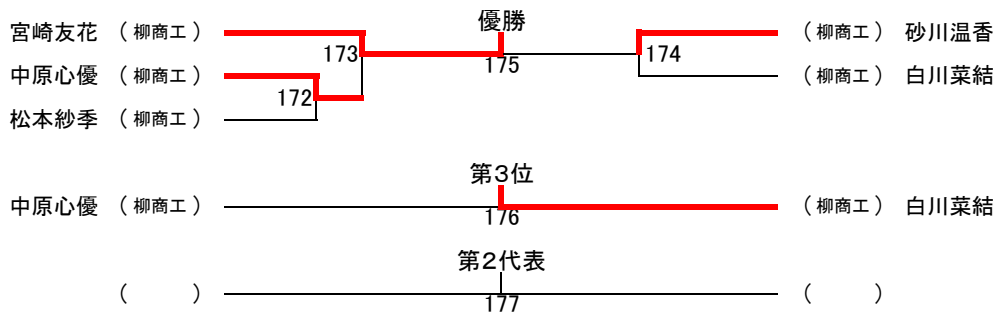 優勝
宮崎友花 （柳商工） （柳商工） 砂川温香
173 174
175
中原心優 （柳商工） （柳商工） 白川菜結
172
松本紗季 （柳商工）
第３位
中原心優 （柳商工） （柳商工） 白川菜結
176
第２代表
（　　　） （　　　）
177